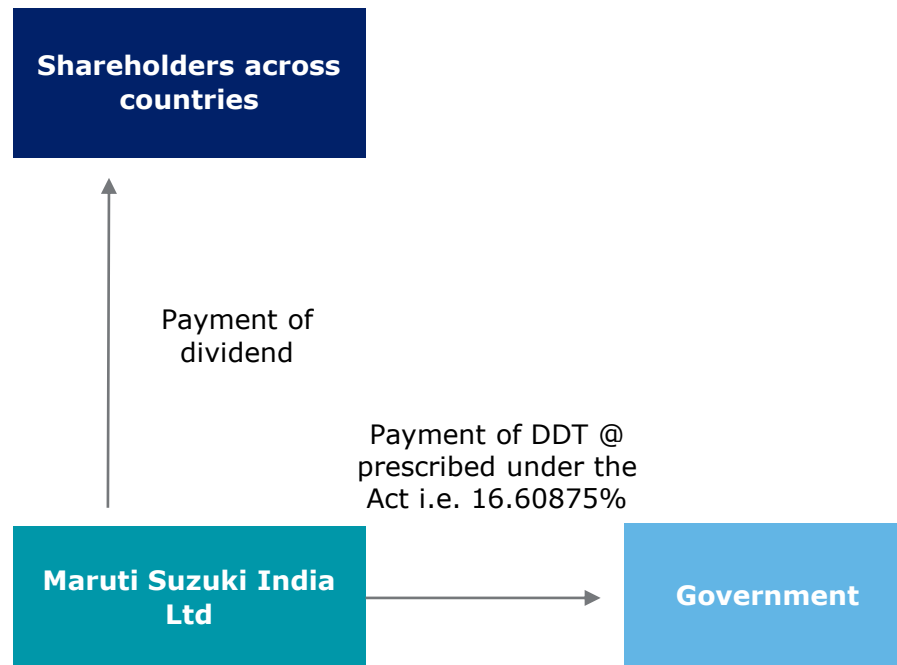 Shareholders across
countries
Payment of
dividend
Payment of DDT @
prescribed under the
Act i.e. 16.60875%
Maruti Suzuki India
Ltd
Government